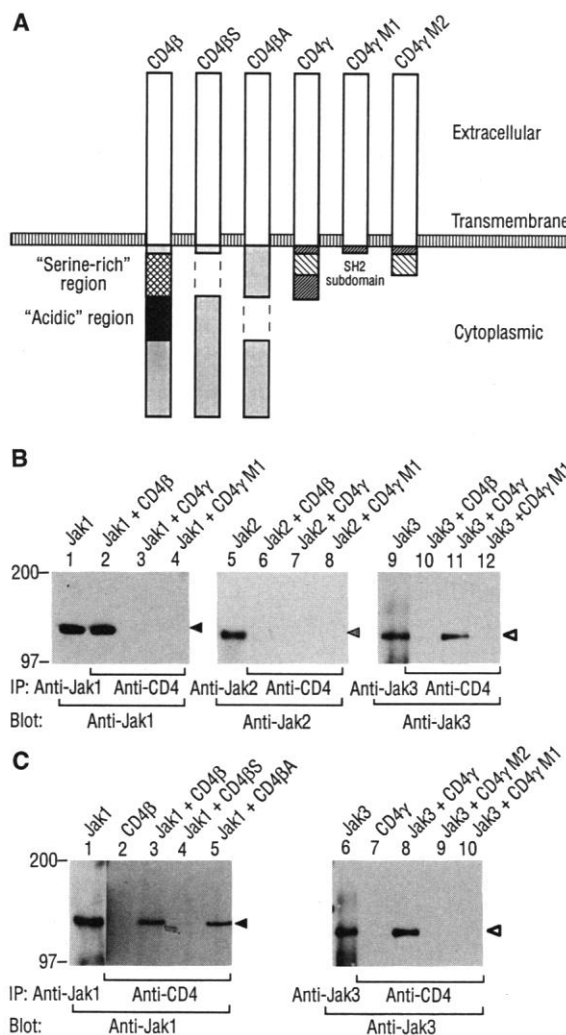 A
CD4β
CD4βS
CD4βA
CD4γ
CD4γ M1
CD4γ M2
Extracellular
Transmembrane
"Serine-rich"
region
SH2
subdomain
"Acidic" region
Cytoplasmic
B
Jak1
Jak1 + CD4β
Jak1 + CD4γ
Jak1 + CD4γ M1
Jak2
Jak2 + CD4β
Jak2 + CD4γ
Jak2 + CD4γ M1
Jak3
Jak3 + CD4β
Jak3 + CD4γ
Jak3 +CD4γ M1
1 2 3 4 5 6 7 8 9 10 11 12
200–
97–
IP: Anti-Jak1 Anti-CD4 Anti-Jak2 Anti-CD4 Anti-Jak3 Anti-CD4
Blot: Anti-Jak1 Anti-Jak2 Anti-Jak3
C
Jak1
CD4β
Jak1 + CD4β
Jak1 + CD4βS
Jak1 + CD4βA
Jak3
CD4γ
Jak3 + CD4γ
Jak3 + CD4γ M2
Jak3 + CD4γ M1
1 2 3 4 5 6 7 8 9 10
200–
97–
IP: Anti-Jak1 Anti-CD4 Anti-Jak3 Anti-CD4
Blot: Anti-Jak1 Anti-Jak3